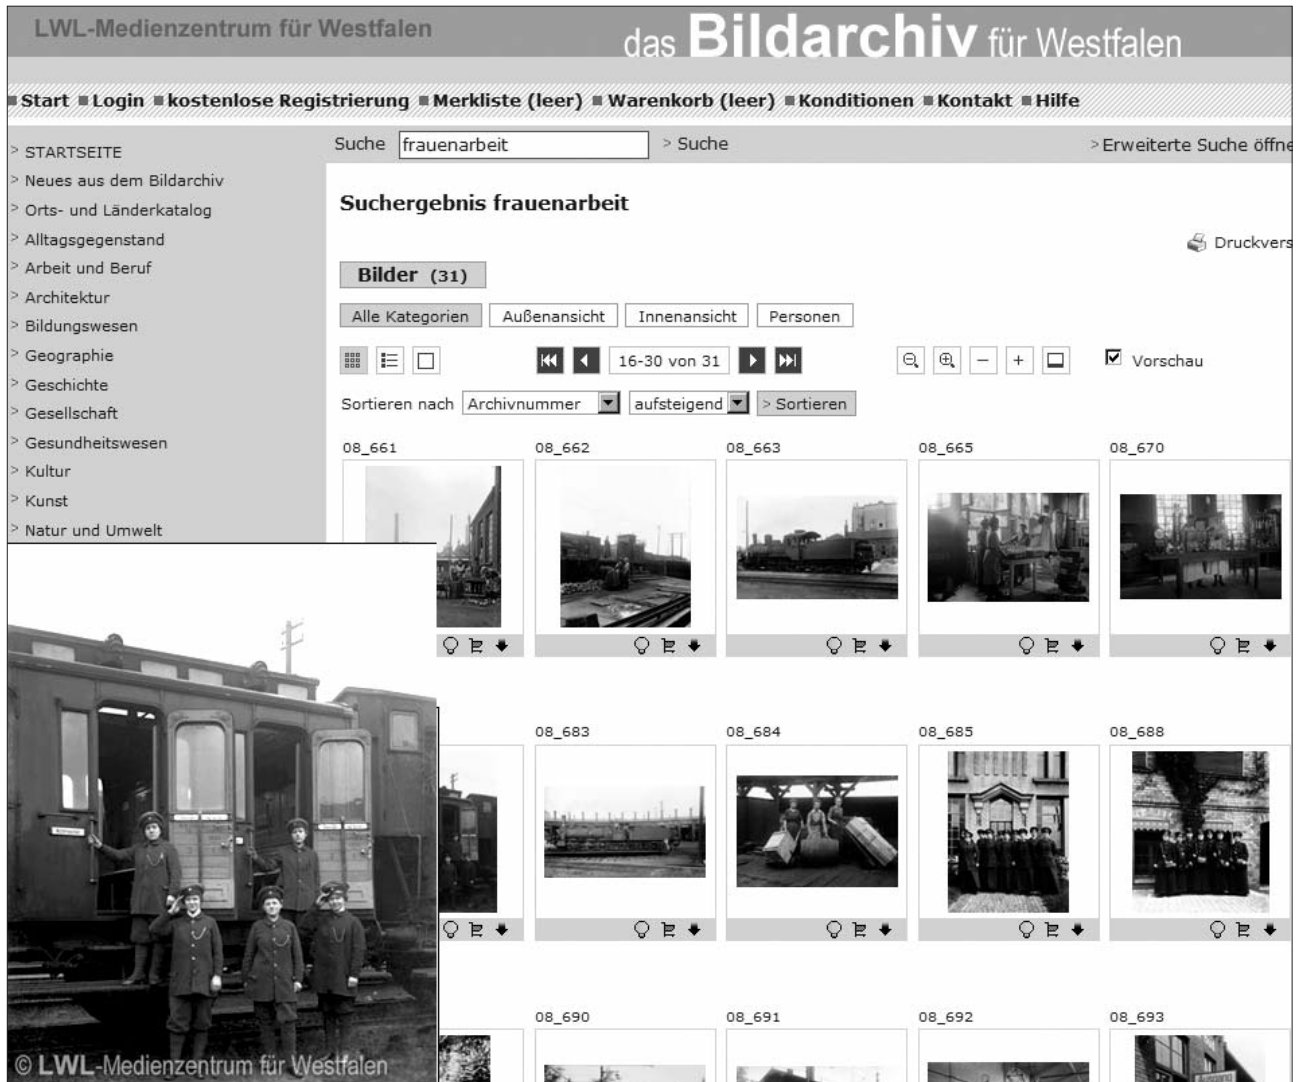 LWL-Medienzentrum für Westfalen
das Bildarchiv für Westfalen
Start Login kostenlose Registrierung Merkliste (leer) Warenkorb (leer) Konditionen Kontakt Hilfe
Suche frauenarbeit > Suche >Erweiterte Suche öffne
> STARTSEITE
> Neues aus dem Bildarchiv
> Orts- und Länderkatalog
> Alltagsgegenstand
> Arbeit und Beruf
> Architektur
> Bildungswesen
> Geographie
> Geschichte
> Gesellschaft
> Gesundheitswesen
> Kultur
> Kunst
> Natur und Umwelt
Suchergebnis frauenarbeit
Druckvers
Bilder (31)
Alle Kategorien Außenansicht Innenansicht Personen
16-30 von 31 Vorschau
Sortieren nach Archivnummer aufsteigend > Sortieren
08_661 08_662 08_663 08_665 08_670
08_683 08_684 08_685 08_688
08_690 08_691 08_692 08_693
© LWL-Medienzentrum für Westfalen